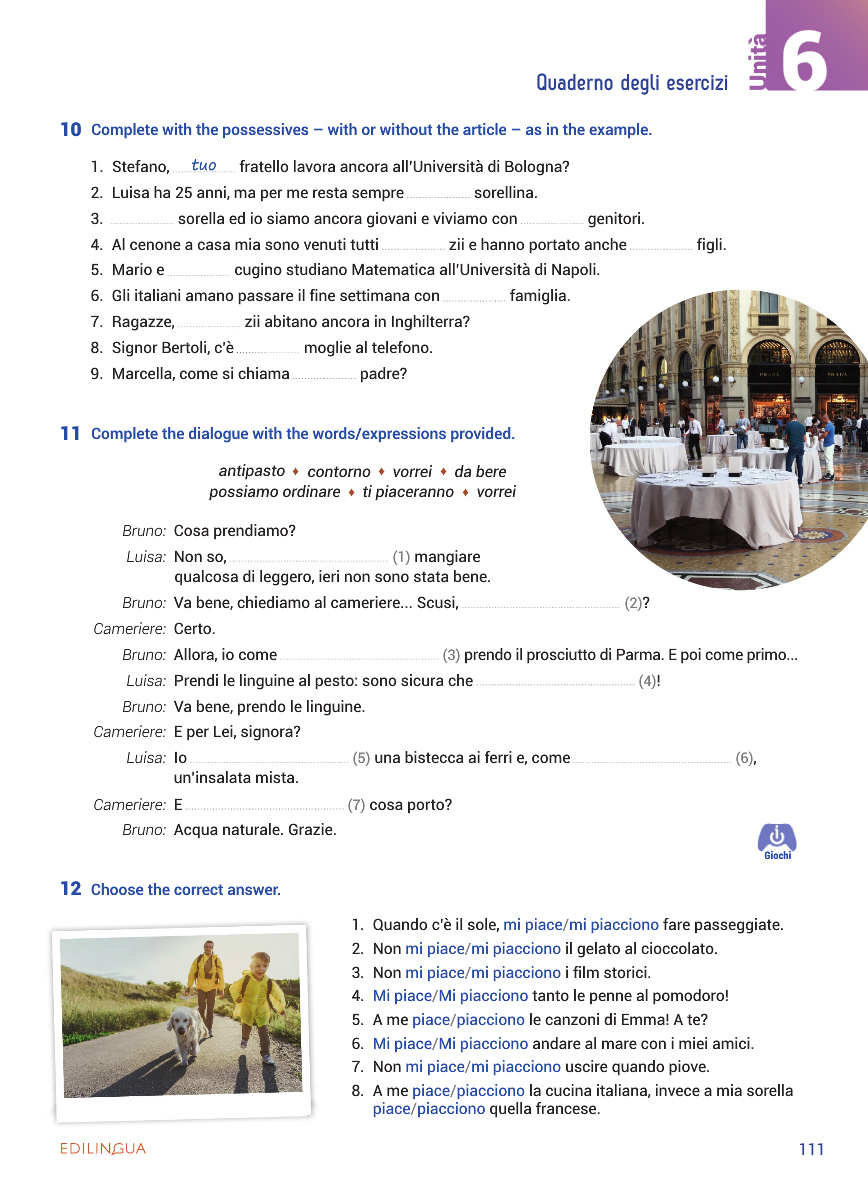 Unità 6
Quaderno degli esercizi
10 Complete with the possessives – with or without the article – as in the example.
1. Stefano, tuo fratello lavora ancora all'Università di Bologna?
2. Luisa ha 25 anni, ma per me resta sempre .................... sorellina.
3. .................... sorella ed io siamo ancora giovani e viviamo con .................... genitori.
4. Al cenone a casa mia sono venuti tutti .................... zii e hanno portato anche .................... figli.
5. Mario e .................... cugino studiano Matematica all'Università di Napoli.
6. Gli italiani amano passare il fine settimana con .................... famiglia.
7. Ragazze, .................... zii abitano ancora in Inghilterra?
8. Signor Bertoli, c'è .................... moglie al telefono.
9. Marcella, come si chiama .................... padre?
PRADA
PRADA
11 Complete the dialogue with the words/expressions provided.
antipasto ♦ contorno ♦ vorrei ♦ da bere
possiamo ordinare ♦ ti piaceranno ♦ vorrei
Bruno: Cosa prendiamo?
Luisa: Non so, .................... (1) mangiare
qualcosa di leggero, ieri non sono stata bene.
Bruno: Va bene, chiediamo al cameriere... Scusi, .................... (2)?
Cameriere: Certo.
Bruno: Allora, io come .................... (3) prendo il prosciutto di Parma. E poi come primo...
Luisa: Prendi le linguine al pesto: sono sicura che .................... (4)!
Bruno: Va bene, prendo le linguine.
Cameriere: E per Lei, signora?
Luisa: Io .................... (5) una bistecca ai ferri e, come .................... (6),
un'insalata mista.
Cameriere: E .................... (7) cosa porto?
Bruno: Acqua naturale. Grazie.
Giochi
12 Choose the correct answer.
1. Quando c'è il sole, mi piace/mi piacciono fare passeggiate.
2. Non mi piace/mi piacciono il gelato al cioccolato.
3. Non mi piace/mi piacciono i film storici.
4. Mi piace/Mi piacciono tanto le penne al pomodoro!
5. A me piace/piacciono le canzoni di Emma! A te?
6. Mi piace/Mi piacciono andare al mare con i miei amici.
7. Non mi piace/mi piacciono uscire quando piove.
8. A me piace/piacciono la cucina italiana, invece a mia sorella
piace/piacciono quella francese.
EDILINGUA
111